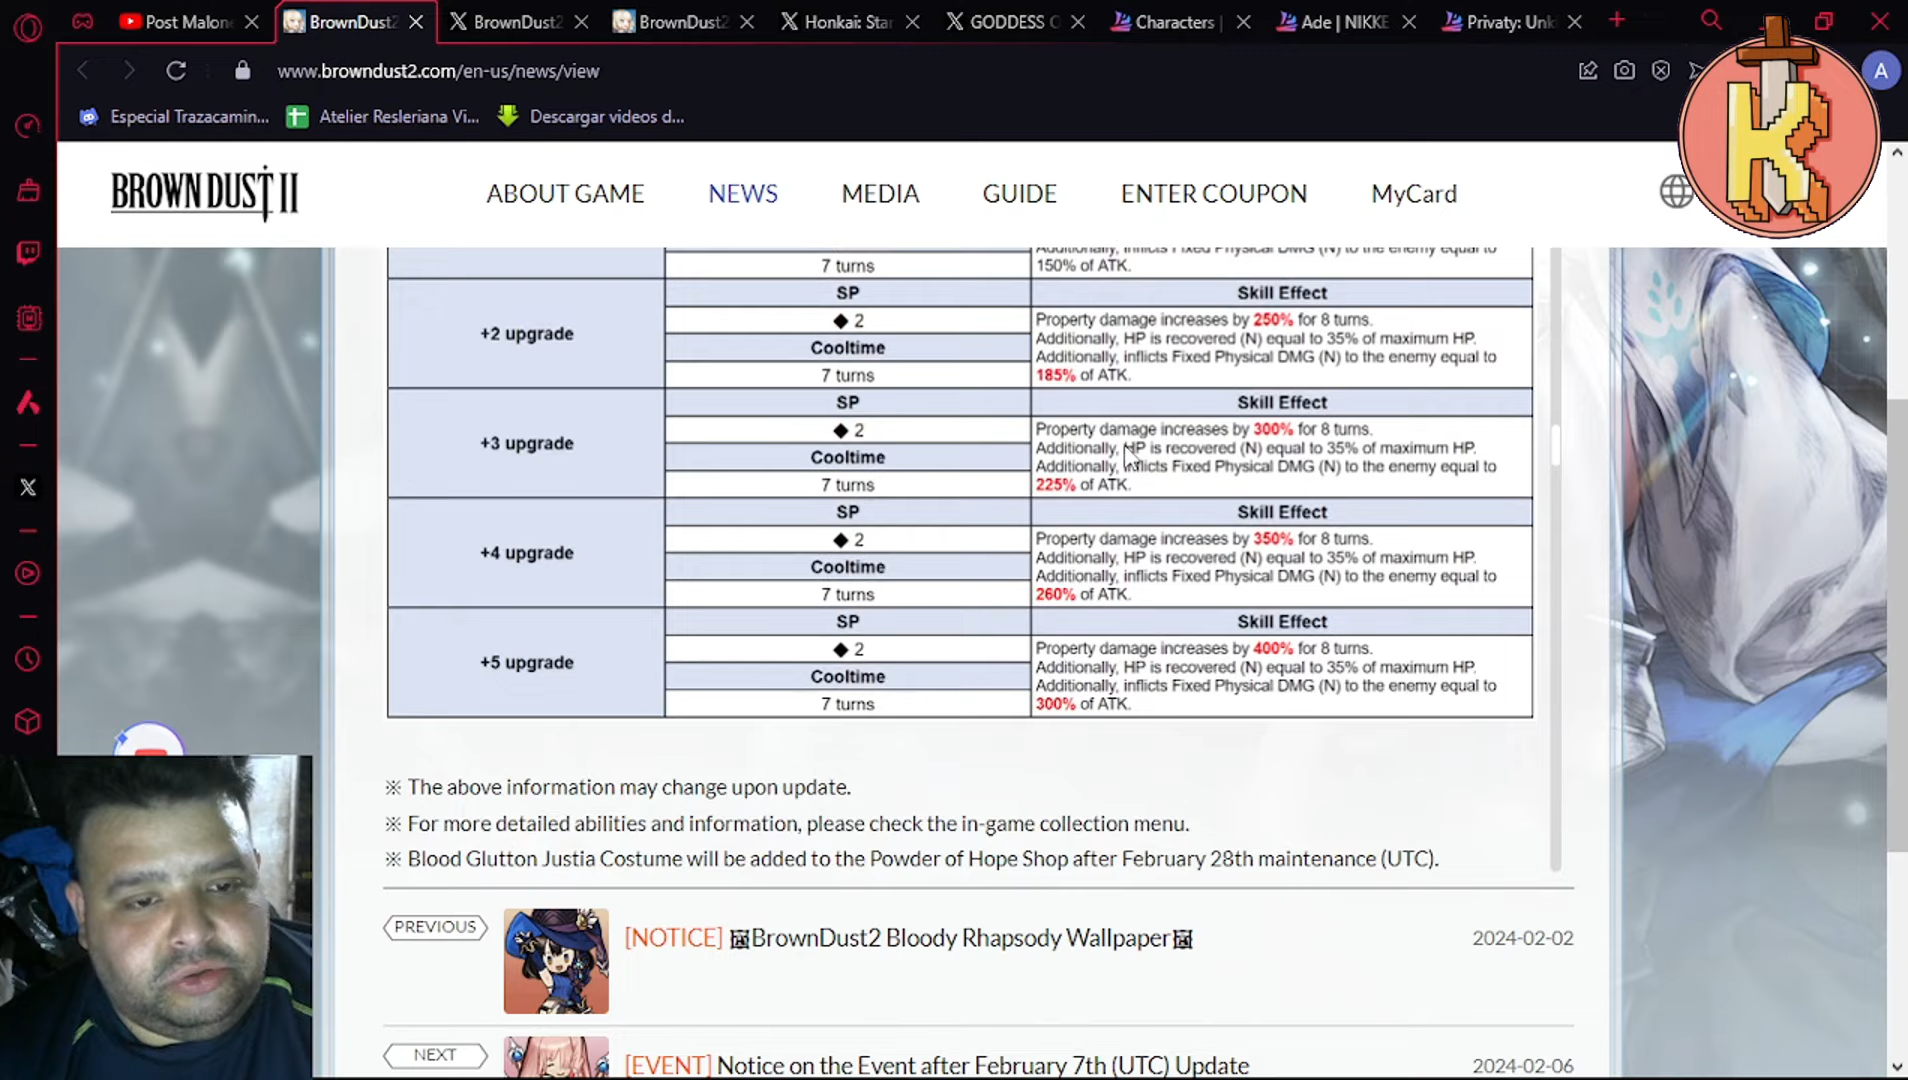 Post Malone
BrownDust2
BrownDust2
BrownDust2
Honkai: Star
GODDESS O
Characters |
Ade | NIKKE
Privaty: Unk
www.browndust2.com/en-us/news/view
A
K
Especial Trazacamin...
Atelier Resleriana Vi...
Descargar videos d...
BROWN DUST II
ABOUT GAME
NEWS
MEDIA
GUIDE
ENTER COUPON
MyCard
Additionally, inflicts Fixed Physical DMG (N) to the enemy equal to
7 turns
150% of ATK.
SP
Skill Effect
+2 upgrade
◆ 2
Property damage increases by 250% for 8 turns.
Additionally, HP is recovered (N) equal to 35% of maximum HP.
Cooltime
Additionally, inflicts Fixed Physical DMG (N) to the enemy equal to
7 turns
185% of ATK.
SP
Skill Effect
+3 upgrade
◆ 2
Property damage increases by 300% for 8 turns.
Additionally, HP is recovered (N) equal to 35% of maximum HP.
Cooltime
Additionally, inflicts Fixed Physical DMG (N) to the enemy equal to
7 turns
225% of ATK.
SP
Skill Effect
+4 upgrade
◆ 2
Property damage increases by 350% for 8 turns.
Additionally, HP is recovered (N) equal to 35% of maximum HP.
Cooltime
Additionally, inflicts Fixed Physical DMG (N) to the enemy equal to
7 turns
260% of ATK.
SP
Skill Effect
+5 upgrade
◆ 2
Property damage increases by 400% for 8 turns.
Additionally, HP is recovered (N) equal to 35% of maximum HP.
Cooltime
Additionally, inflicts Fixed Physical DMG (N) to the enemy equal to
7 turns
300% of ATK.
※ The above information may change upon update.
※ For more detailed abilities and information, please check the in-game collection menu.
※ Blood Glutton Justia Costume will be added to the Powder of Hope Shop after February 28th maintenance (UTC).
PREVIOUS
[NOTICE] BrownDust2 Bloody Rhapsody Wallpaper
2024-02-02
NEXT
[EVENT] Notice on the Event after February 7th (UTC) Update
2024-02-06